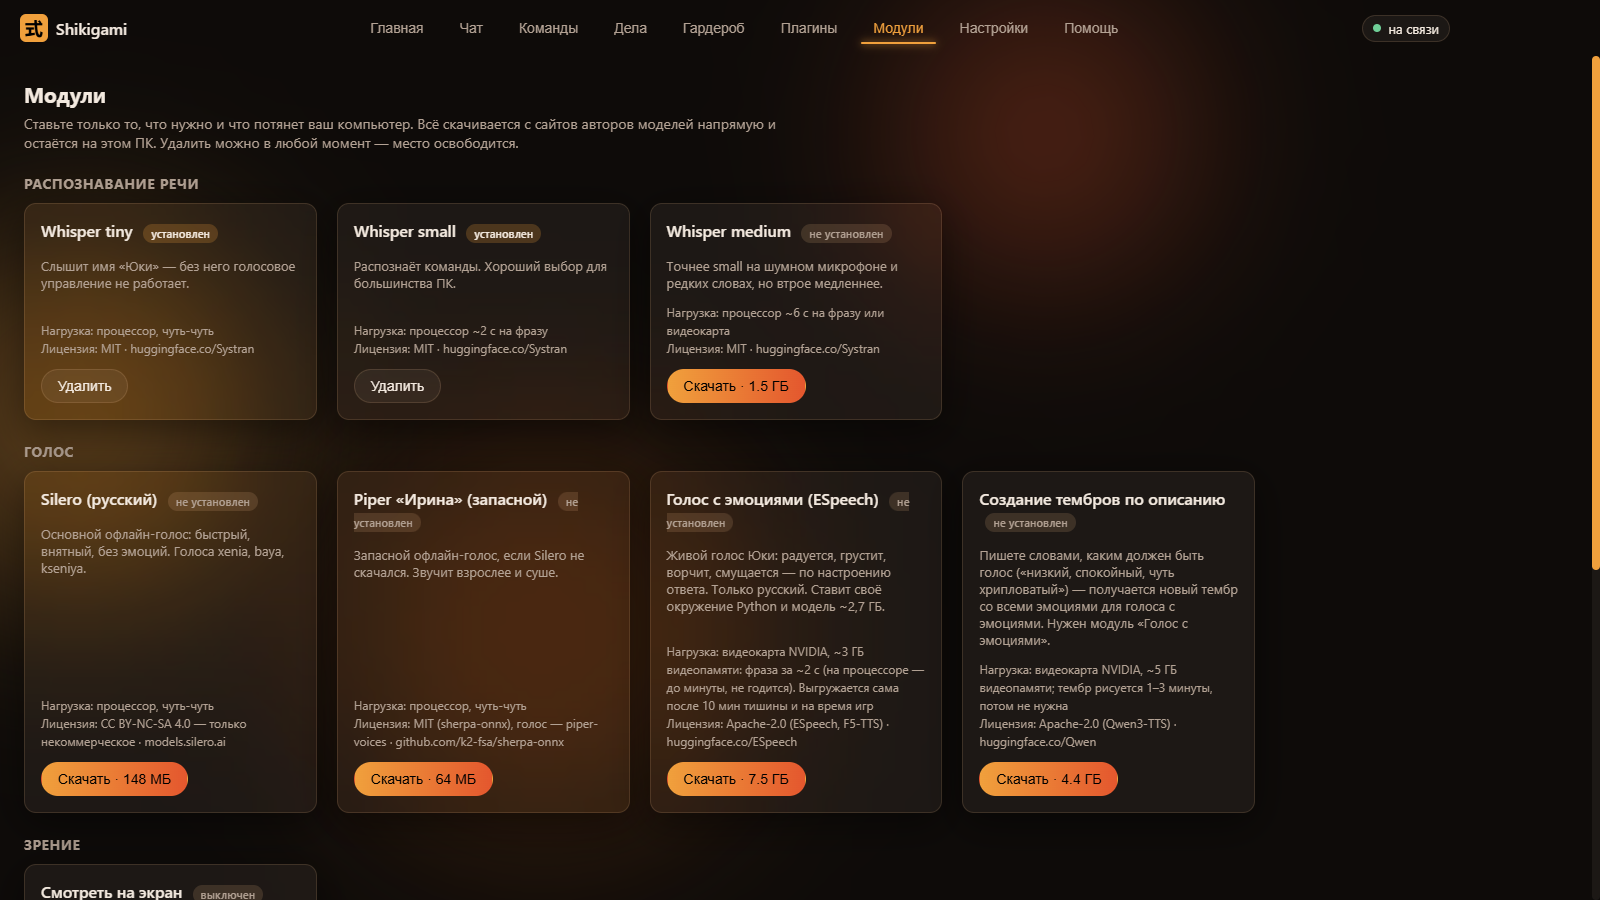 式 Shikigami
Главная Чат Команды Дела Гардероб Плагины Модули Настройки Помощь
на связи
Модули
Ставьте только то, что нужно и что потянет ваш компьютер. Всё скачивается с сайтов авторов моделей напрямую и
остаётся на этом ПК. Удалить можно в любой момент — место освободится.
РАСПОЗНАВАНИЕ РЕЧИ
Whisper tiny установлен
Слышит имя «Юки» — без него голосовое
управление не работает.
Нагрузка: процессор, чуть-чуть
Лицензия: MIT · huggingface.co/Systran
Удалить
Whisper small установлен
Распознаёт команды. Хороший выбор для
большинства ПК.
Нагрузка: процессор ~2 с на фразу
Лицензия: MIT · huggingface.co/Systran
Удалить
Whisper medium не установлен
Точнее small на шумном микрофоне и
редких словах, но втрое медленнее.
Нагрузка: процессор ~6 с на фразу или
видеокарта
Лицензия: MIT · huggingface.co/Systran
Скачать · 1.5 ГБ
ГОЛОС
Silero (русский) не установлен
Основной офлайн-голос: быстрый,
внятный, без эмоций. Голоса xenia, baya,
kseniya.
Нагрузка: процессор, чуть-чуть
Лицензия: CC BY-NC-SA 4.0 — только
некоммерческое · models.silero.ai
Скачать · 148 МБ
Piper «Ирина» (запасной) не
установлен
Запасной офлайн-голос, если Silero не
скачался. Звучит взрослее и суше.
Нагрузка: процессор, чуть-чуть
Лицензия: MIT (sherpa-onnx), голос — piper-
voices · github.com/k2-fsa/sherpa-onnx
Скачать · 64 МБ
Голос с эмоциями (ESpeech) не
установлен
Живой голос Юки: радуется, грустит,
ворчит, смущается — по настроению
ответа. Только русский. Ставит своё
окружение Python и модель ~2,7 ГБ.
Нагрузка: видеокарта NVIDIA, ~3 ГБ
видеопамяти: фраза за ~2 с (на процессоре —
до минуты, не годится). Выгружается сама
после 10 мин тишины и на время игр
Лицензия: Apache-2.0 (ESpeech, F5-TTS) ·
huggingface.co/ESpeech
Скачать · 7.5 ГБ
Создание тембров по описанию
не установлен
Пишете словами, каким должен быть
голос («низкий, спокойный, чуть
хрипловатый») — получается новый тембр
со всеми эмоциями для голоса с
эмоциями. Нужен модуль «Голос с
эмоциями».
Нагрузка: видеокарта NVIDIA, ~5 ГБ
видеопамяти; тембр рисуется 1–3 минуты,
потом не нужна
Лицензия: Apache-2.0 (Qwen3-TTS) ·
huggingface.co/Qwen
Скачать · 4.4 ГБ
ЗРЕНИЕ
Смотреть на экран выключен